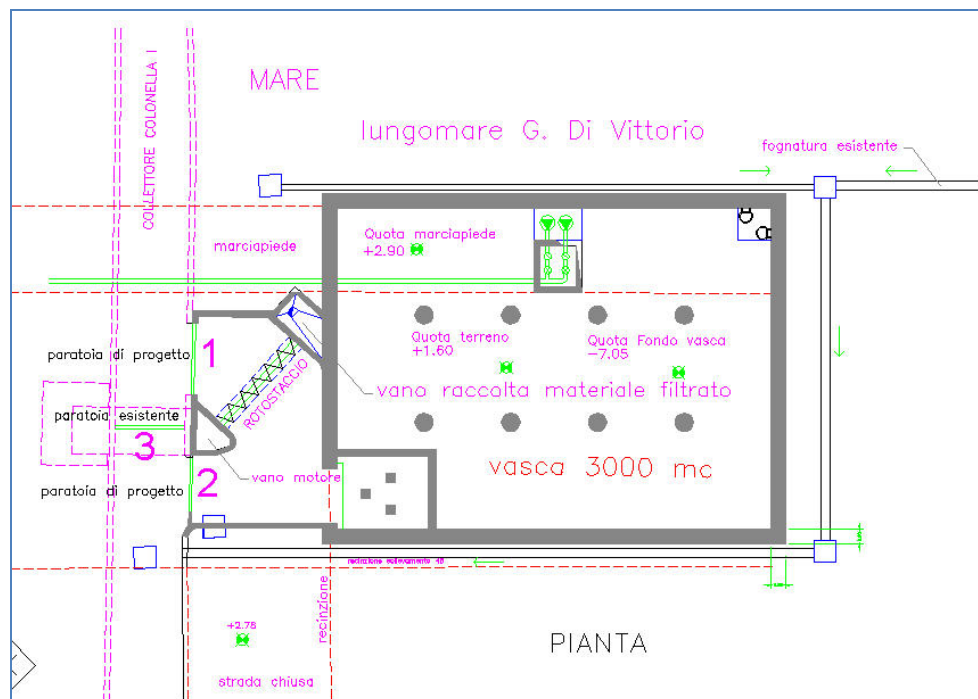 MARE
COLLETTORE COLONELLA I
lungomare G. Di Vittorio
fognatura esistente
marciapiede
Quota marciapiede
+2.90
paratoia di progetto
1
Quota terreno
+1.60
Quota Fondo vasca
-7.05
ROTOSTACCIO
vano raccolta materiale filtrato
paratoia esistente
3
vasca 3000 mc
paratoia di progetto
2
vano motore
recinzione
+2.78
strada chiusa
PIANTA